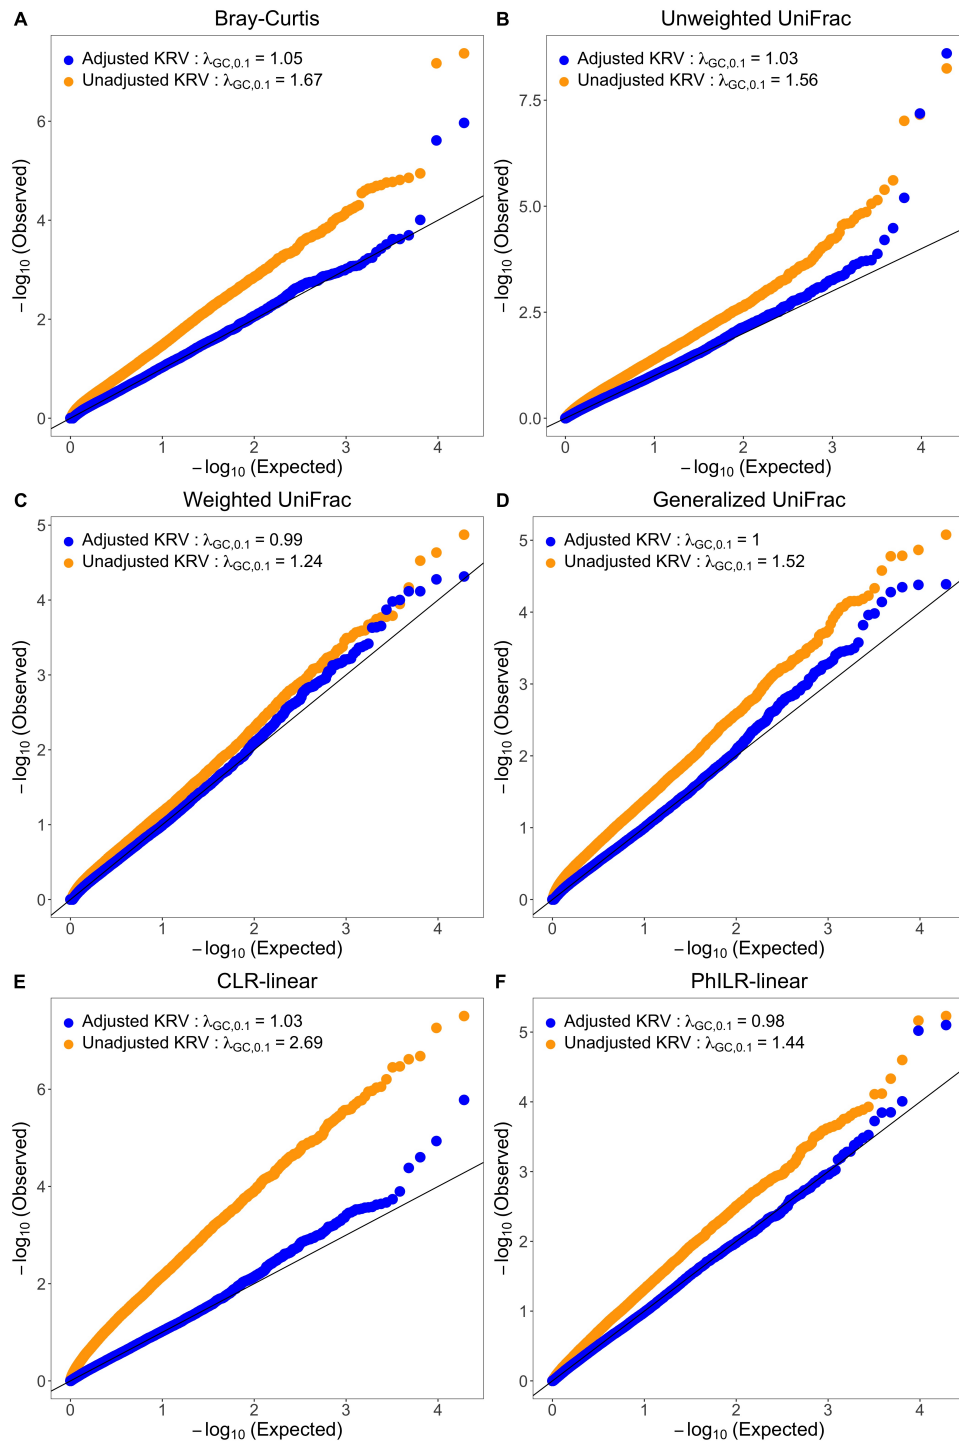 A Bray-Curtis
Adjusted KRV : λGC,0.1 = 1.05
Unadjusted KRV : λGC,0.1 = 1.67
6
4
2
0
−log10 (Observed)
0 1 2 3 4
−log10 (Expected)
B Unweighted UniFrac
Adjusted KRV : λGC,0.1 = 1.03
Unadjusted KRV : λGC,0.1 = 1.56
7.5
5.0
2.5
0.0
−log10 (Observed)
0 1 2 3 4
−log10 (Expected)
C Weighted UniFrac
Adjusted KRV : λGC,0.1 = 0.99
Unadjusted KRV : λGC,0.1 = 1.24
5
4
3
2
1
0
−log10 (Observed)
0 1 2 3 4
−log10 (Expected)
D Generalized UniFrac
Adjusted KRV : λGC,0.1 = 1
Unadjusted KRV : λGC,0.1 = 1.52
5
4
3
2
1
0
−log10 (Observed)
0 1 2 3 4
−log10 (Expected)
E CLR-linear
Adjusted KRV : λGC,0.1 = 1.03
Unadjusted KRV : λGC,0.1 = 2.69
6
4
2
0
−log10 (Observed)
0 1 2 3 4
−log10 (Expected)
F PhILR-linear
Adjusted KRV : λGC,0.1 = 0.98
Unadjusted KRV : λGC,0.1 = 1.44
5
4
3
2
1
0
−log10 (Observed)
0 1 2 3 4
−log10 (Expected)